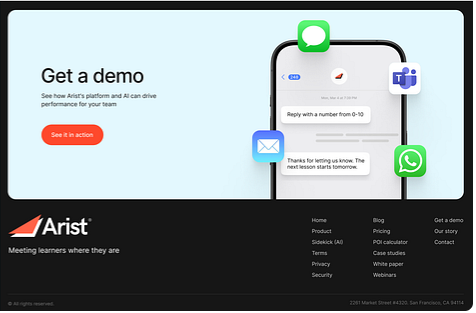 Get a demo
See how Arist's platform and AI can drive
performance for your team
See it in action
249
Reply with a number from 0-10
Thanks for letting us know. The
next lesson starts tomorrow.
Arist
Meeting learners where they are
Home
Product
Sidekick (AI)
Terms
Privacy
Security
Blog
Pricing
POI calculator
Case studies
White paper
Webinars
Get a demo
Our story
Contact
© All rights reserved.
2261 Market Street #4320, San Francisco, CA 94114